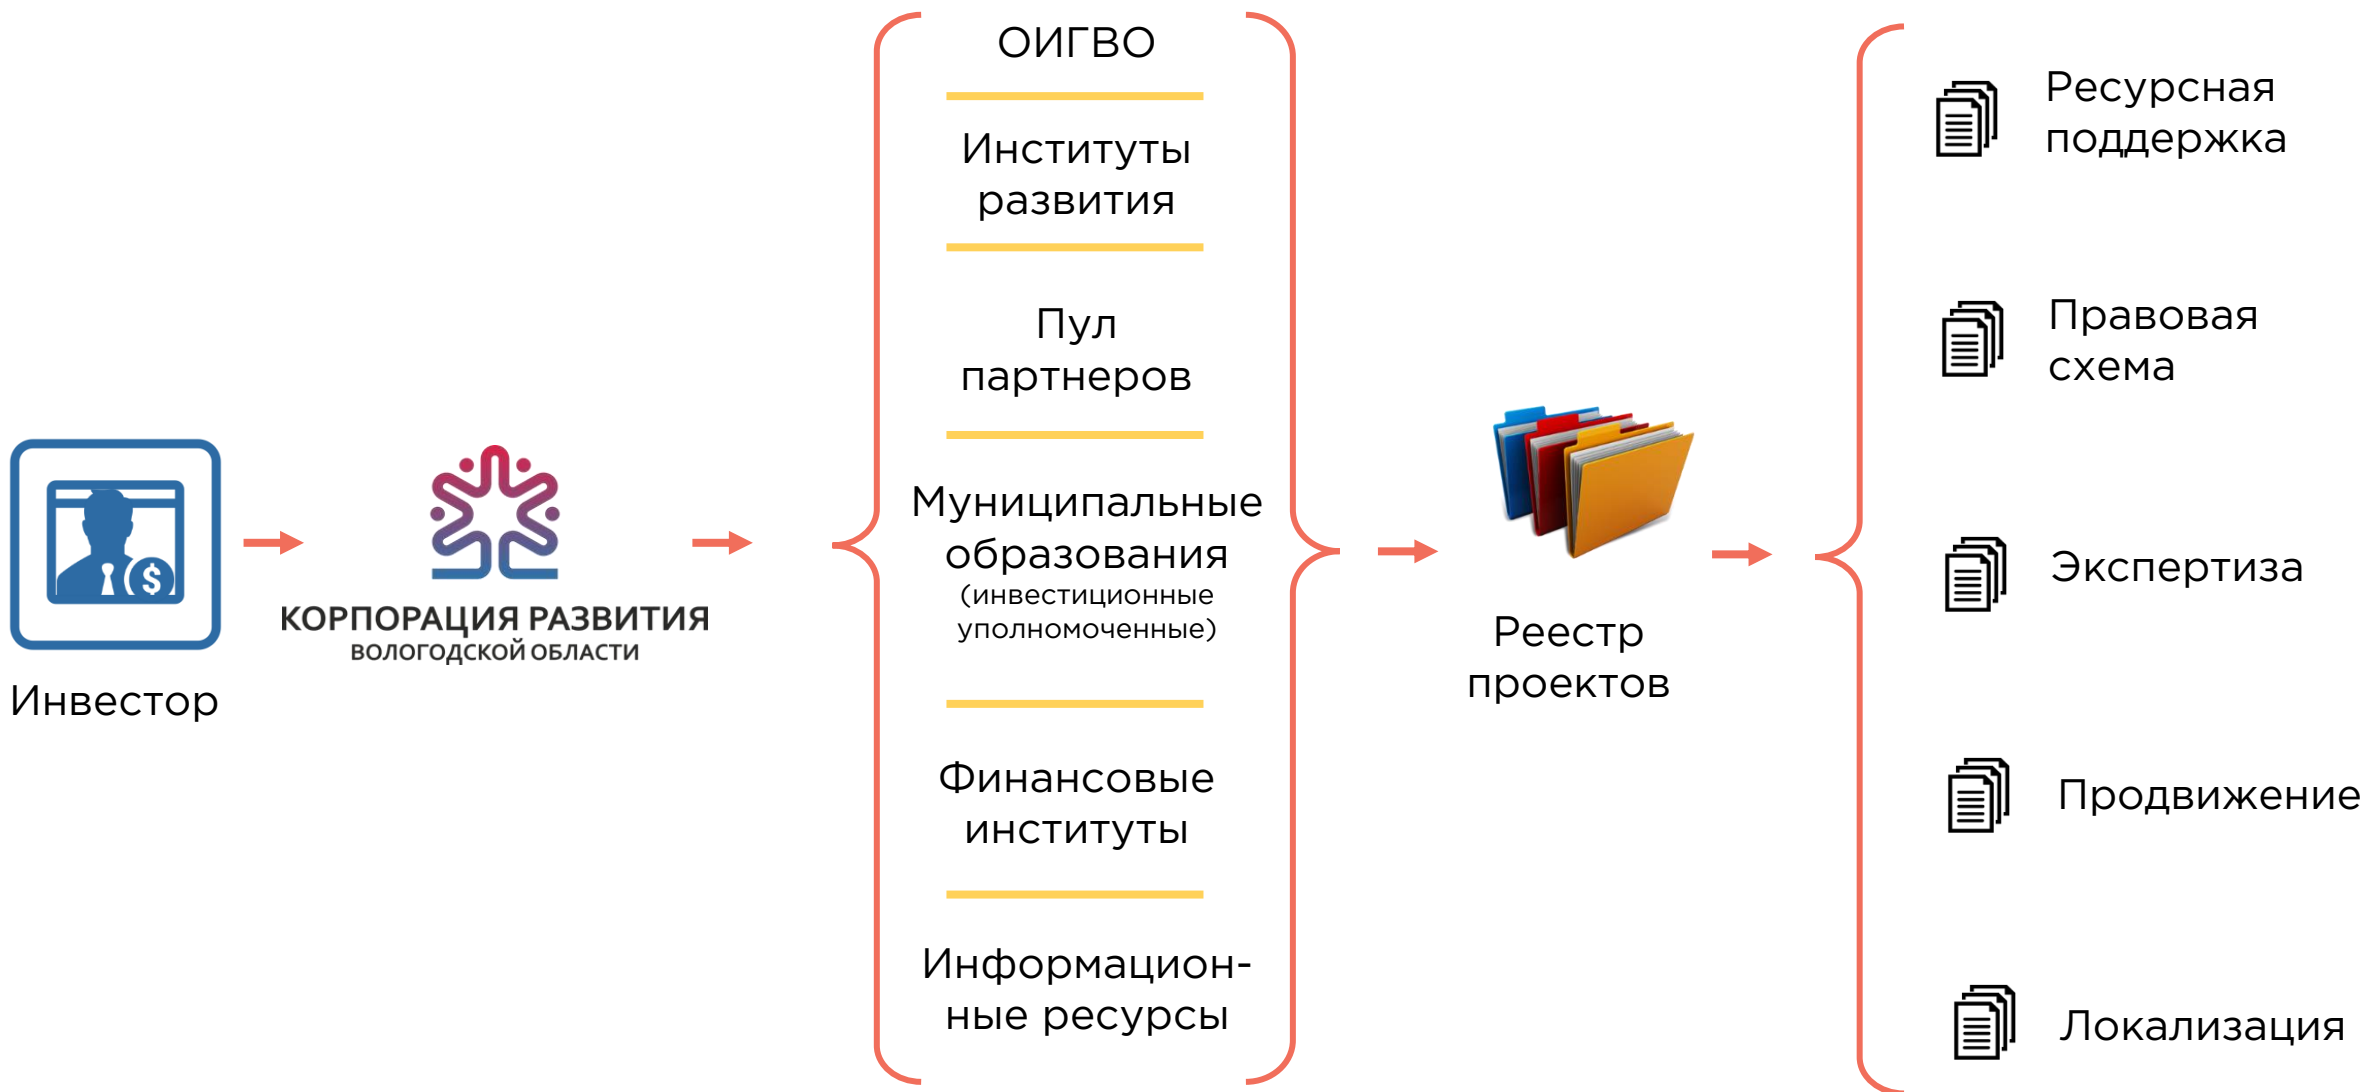 Инвестор
КОРПОРАЦИЯ РАЗВИТИЯ
ВОЛОГОДСКОЙ ОБЛАСТИ
ОИГВО
Институты
развития
Пул
партнеров
Муниципальные
образования
(инвестиционные
уполномоченные)
Финансовые
институты
Информацион-
ные ресурсы
Реестр
проектов
Ресурсная
поддержка
Правовая
схема
Экспертиза
Продвижение
Локализация